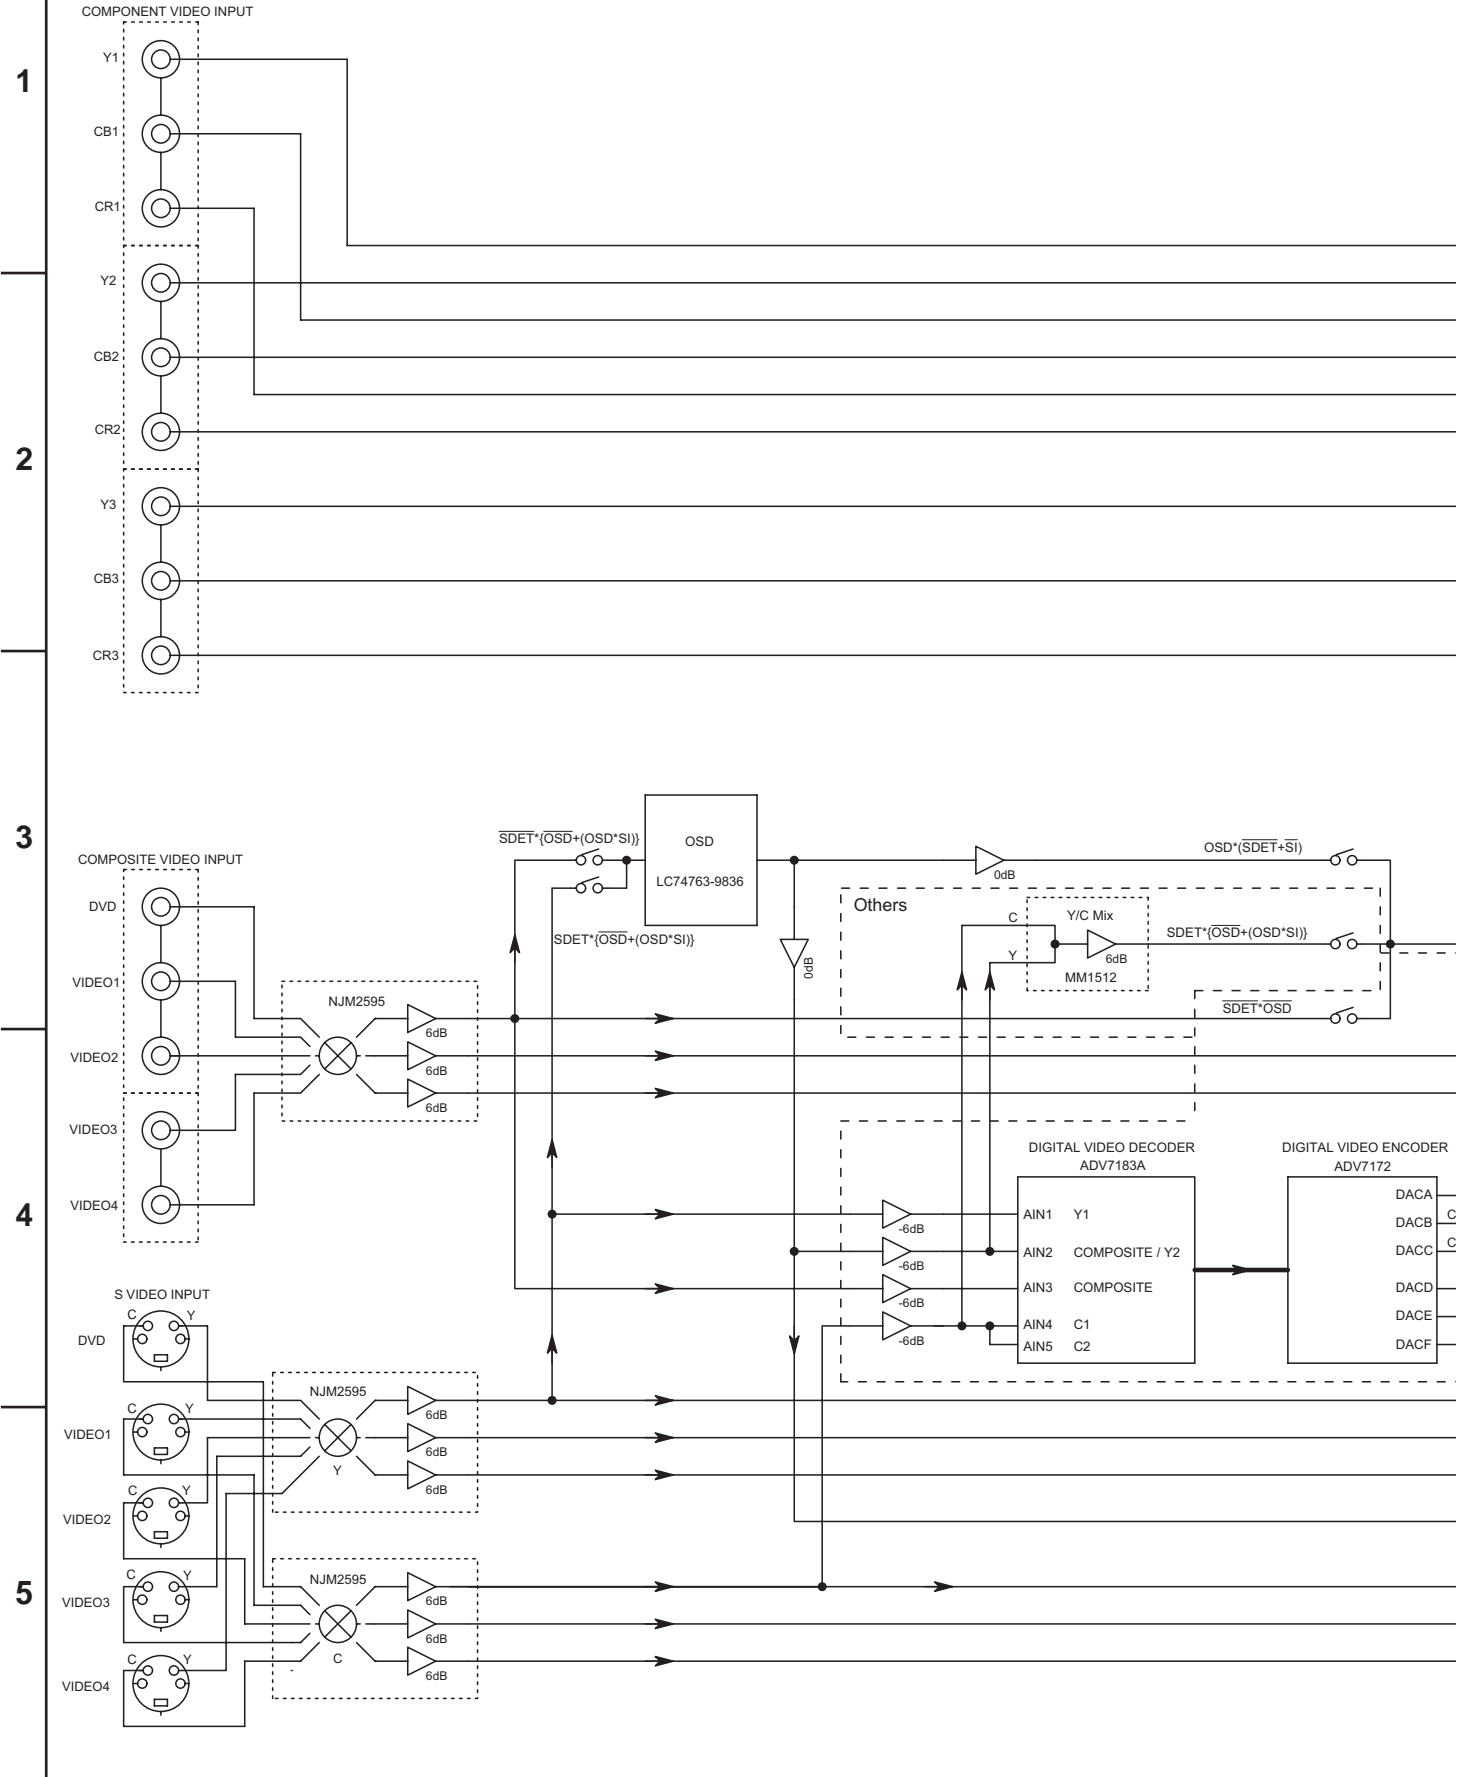 COMPONENT VIDEO INPUT
1
Y1
CB1
CR1
Y2
CB2
2
CR2
Y3
CB3
CR3
3
COMPOSITE VIDEO INPUT
DVD
VIDEO1
VIDEO2
VIDEO3
VIDEO4
4
NJM2595
6dB
6dB
6dB
SDET*{OSD+(OSD*SI)}
SDET*{OSD+(OSD*SI)}
OSD
LC74763-9836
0dB
0dB
OSD*(SDET+SI)
Others
C
Y
Y/C Mix
6dB
MM1512
SDET*{OSD+(OSD*SI)}
SDET*OSD
DIGITAL VIDEO DECODER
ADV7183A
-6dB
-6dB
-6dB
-6dB
AIN1 Y1
AIN2 COMPOSITE / Y2
AIN3 COMPOSITE
AIN4 C1
AIN5 C2
DIGITAL VIDEO ENCODER
ADV7172
DACA
DACB
C
DACC
C
DACD
DACE
DACF
S VIDEO INPUT
C Y
DVD
C Y
VIDEO1
C Y
VIDEO2
C Y
VIDEO3
C Y
VIDEO4
5
NJM2595
Y
6dB
6dB
6dB
NJM2595
C
6dB
6dB
6dB